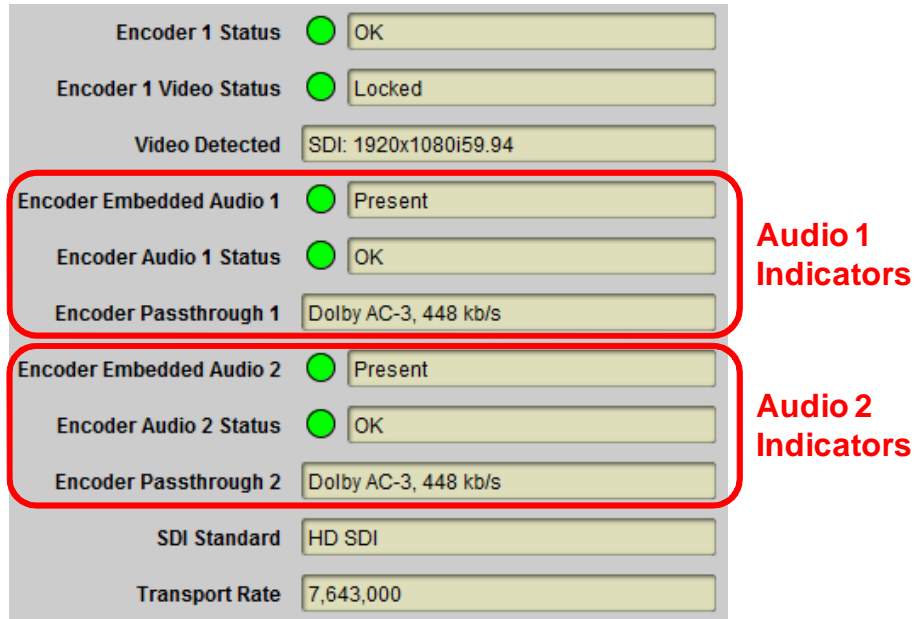 Encoder 1 Status OK
Encoder 1 Video Status Locked
Video Detected SDI: 1920x1080i59.94
Encoder Embedded Audio 1 Present
Encoder Audio 1 Status OK
Encoder Passthrough 1 Dolby AC-3, 448 kb/s
Audio 1
Indicators
Encoder Embedded Audio 2 Present
Encoder Audio 2 Status OK
Encoder Passthrough 2 Dolby AC-3, 448 kb/s
Audio 2
Indicators
SDI Standard HD SDI
Transport Rate 7,643,000